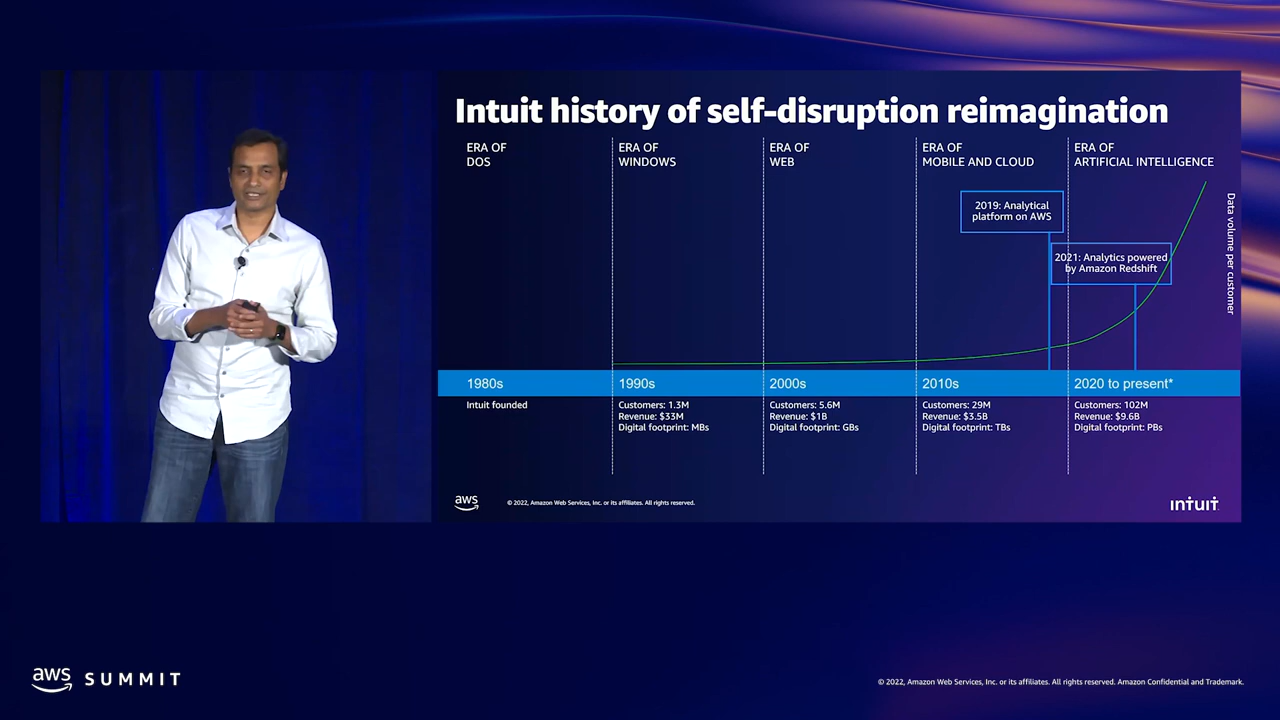 Intuit history of self-disruption reimagination
ERA OF
DOS
ERA OF
WINDOWS
ERA OF
WEB
ERA OF
MOBILE AND CLOUD
ERA OF
ARTIFICIAL INTELLIGENCE
2019: Analytical
platform on AWS
2021: Analytics powered
by Amazon Redshift
Data volume per customer
1980s
1990s
2000s
2010s
2020 to present*
Intuit founded
Customers: 1.3M
Revenue: $33M
Digital footprint: MBs
Customers: 5.6M
Revenue: $1B
Digital footprint: GBs
Customers: 29M
Revenue: $3.5B
Digital footprint: TBs
Customers: 102M
Revenue: $9.6B
Digital footprint: PBs
aws
© 2022, Amazon Web Services, Inc. or its affiliates. All rights reserved.
ıntuıt
aws SUMMIT
© 2022, Amazon Web Services, Inc. or its affiliates. All rights reserved. Amazon Confidential and Trademark.